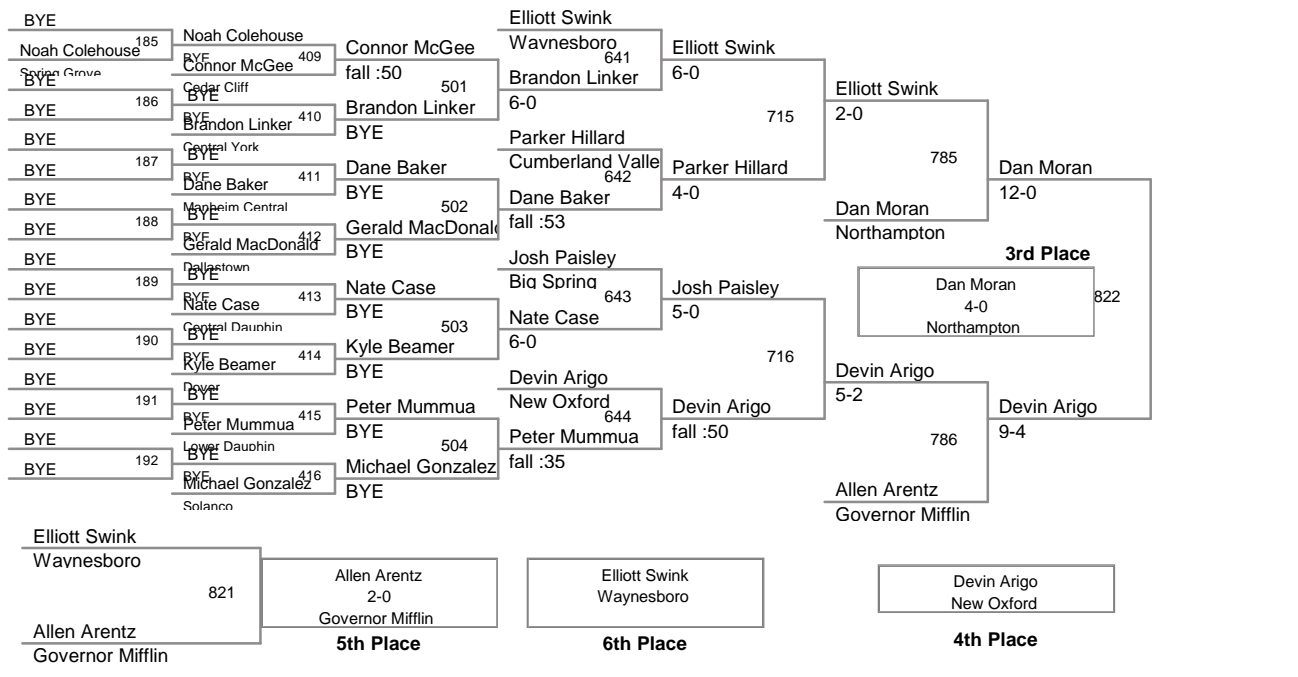 BYE
185
Noah Colehouse
Spring Grove
BYE
186
BYE
BYE
187
BYE
BYE
188
BYE
BYE
189
BYE
BYE
190
BYE
BYE
191
BYE
BYE
192
BYE
Noah Colehouse
BYE
409
Connor McGee
Cedar Cliff
BYE
BYE
410
Brandon Linker
Central York
BYE
BYE
411
Dane Baker
Manheim Central
BYE
BYE
412
Gerald MacDonald
Dallastown
BYE
BYE
413
Nate Case
Central Dauphin
BYE
BYE
414
Kyle Beamer
Dover
BYE
BYE
415
Peter Mummua
Lower Dauphin
BYE
BYE
416
Michael Gonzalez
Solanco
Connor McGee
fall :50
501
Brandon Linker
BYE
Dane Baker
BYE
502
Gerald MacDonald
BYE
Nate Case
BYE
503
Kyle Beamer
BYE
Peter Mummua
BYE
504
Michael Gonzalez
BYE
Elliott Swink
Waynesboro
641
Brandon Linker
6-0
Parker Hillard
Cumberland Valle
642
Dane Baker
fall :53
Josh Paisley
Big Spring
643
Nate Case
6-0
Devin Arigo
New Oxford
644
Peter Mummua
fall :35
Elliott Swink
6-0
715
Parker Hillard
4-0
Josh Paisley
5-0
716
Devin Arigo
fall :50
Elliott Swink
2-0
785
Dan Moran
Northampton
Devin Arigo
5-2
786
Allen Arentz
Governor Mifflin
Dan Moran
12-0
3rd Place
Dan Moran
4-0
Northampton
822
Devin Arigo
9-4
Elliott Swink
Waynesboro
821
Allen Arentz
Governor Mifflin
Allen Arentz
2-0
Governor Mifflin
5th Place
Elliott Swink
Waynesboro
6th Place
Devin Arigo
New Oxford
4th Place